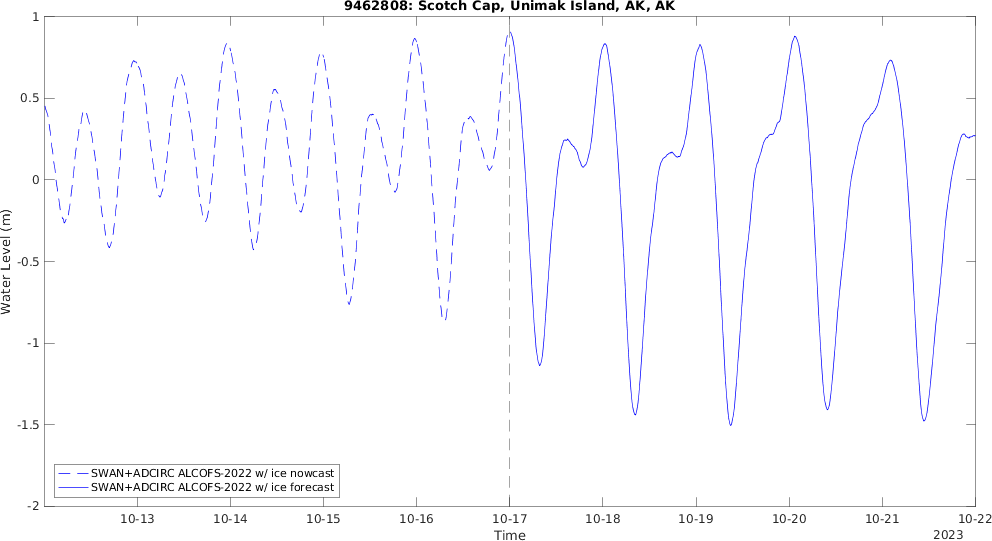 9462808: Scotch Cap, Unimak Island, AK, AK
1
0.5
0
-0.5
-1
-1.5
-2
Water Level (m)
SWAN+ADCIRC ALCOFS-2022 w/ ice nowcast
SWAN+ADCIRC ALCOFS-2022 w/ ice forecast
10-13 10-14 10-15 10-16 10-17 10-18 10-19 10-20 10-21 10-22
Time
2023